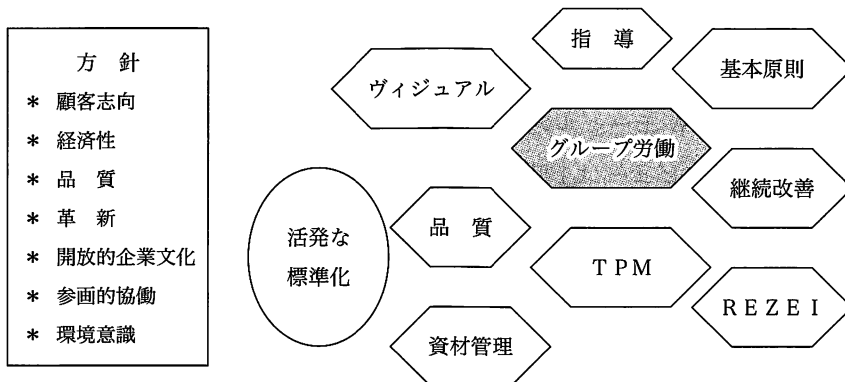 方 針
* 顧客志向
* 経済性
* 品 質
* 革 新
* 開放的企業文化
* 参画的協働
* 環境意識
指 導
基本原則
ヴィジュアル
グループ労働
継続改善
活発な
標準化
品 質
TPM
REZEI
資材管理